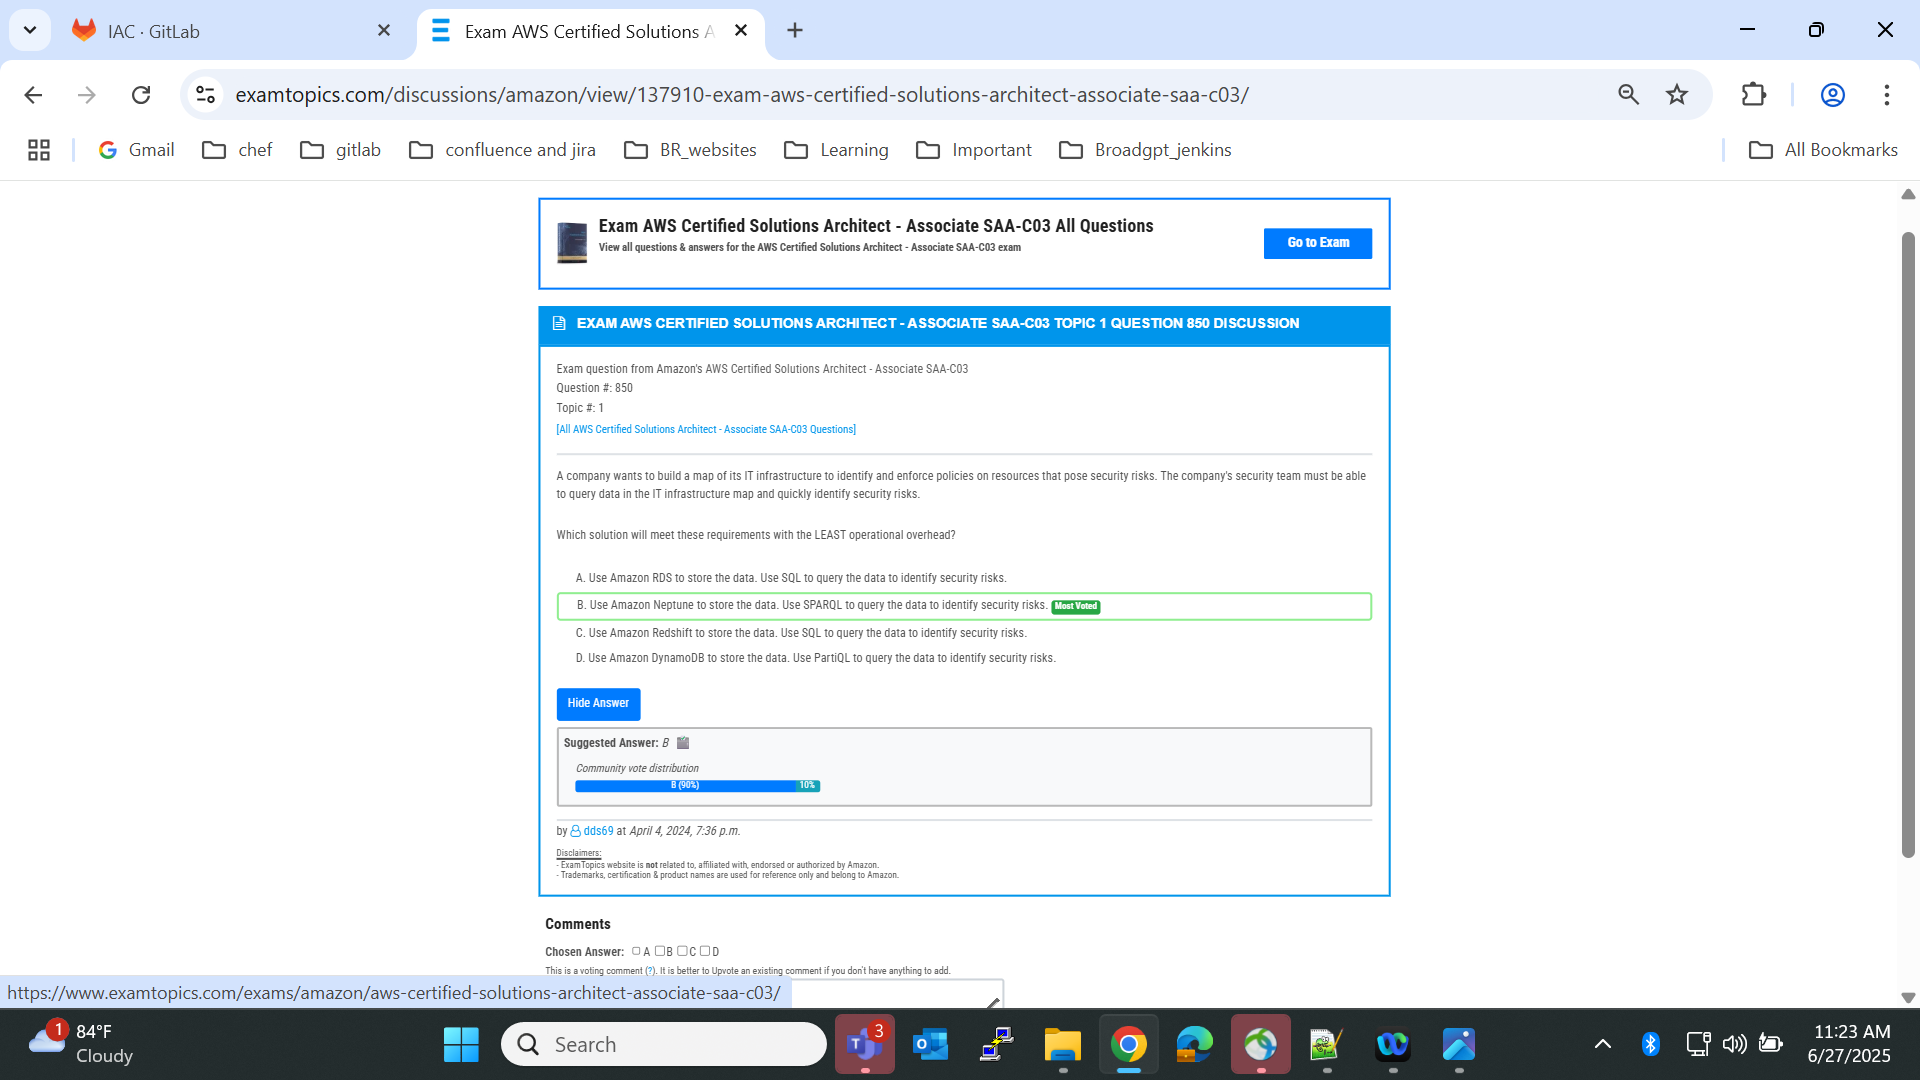 IAC · GitLab
Exam AWS Certified Solutions A
examtopics.com/discussions/amazon/view/137910-exam-aws-certified-solutions-architect-associate-saa-c03/
Gmail
chef
gitlab
confluence and jira
BR_websites
Learning
Important
Broadgpt_jenkins
All Bookmarks
Exam AWS Certified Solutions Architect - Associate SAA-C03 All Questions
View all questions & answers for the AWS Certified Solutions Architect - Associate SAA-C03 exam
Go to Exam
EXAM AWS CERTIFIED SOLUTIONS ARCHITECT - ASSOCIATE SAA-C03 TOPIC 1 QUESTION 850 DISCUSSION
Exam question from Amazon's AWS Certified Solutions Architect - Associate SAA-C03
Question #: 850
Topic #: 1
[All AWS Certified Solutions Architect - Associate SAA-C03 Questions]
A company wants to build a map of its IT infrastructure to identify and enforce policies on resources that pose security risks. The company's security team must be able
to query data in the IT infrastructure map and quickly identify security risks.
Which solution will meet these requirements with the LEAST operational overhead?
A. Use Amazon RDS to store the data. Use SQL to query the data to identify security risks.
B. Use Amazon Neptune to store the data. Use SPARQL to query the data to identify security risks. Most Voted
C. Use Amazon Redshift to store the data. Use SQL to query the data to identify security risks.
D. Use Amazon DynamoDB to store the data. Use PartiQL to query the data to identify security risks.
Hide Answer
Suggested Answer: B
Community vote distribution
B (90%) 10%
by dds69 at April 4, 2024, 7:36 p.m.
Disclaimers:
- ExamTopics website is not related to, affiliated with, endorsed or authorized by Amazon.
- Trademarks, certification & product names are used for reference only and belong to Amazon.
Comments
Chosen Answer: A B C D
This is a voting comment (?). It is better to Upvote an existing comment if you don't have anything to add.
https://www.examtopics.com/exams/amazon/aws-certified-solutions-architect-associate-saa-c03/
1
84°F
Cloudy
Search
3
11:23 AM
6/27/2025